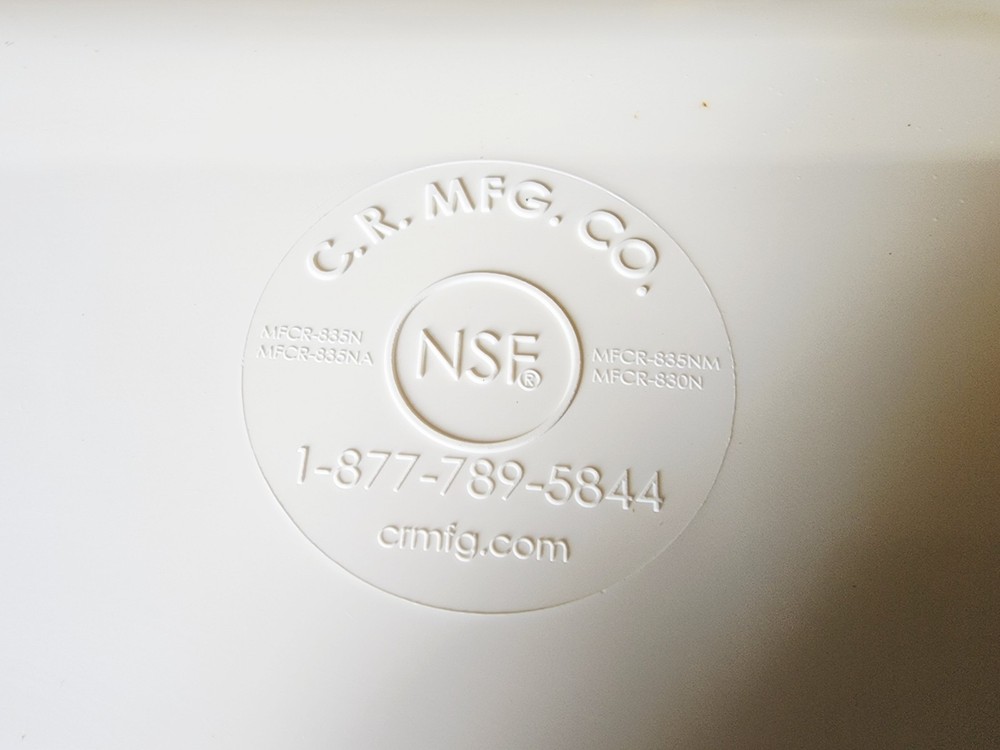 C.R. MFG. CO.
MFCR-835N
MFCR-835NA
NSF®
MFCR-835NM
MFCR-830N
1-877-789-5844
crmfg.com